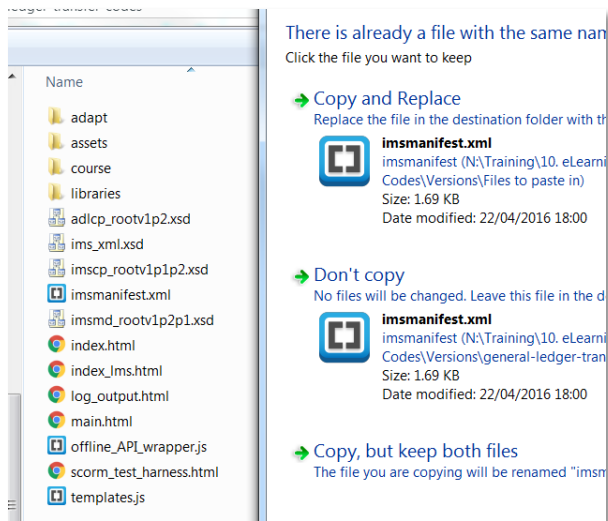 Name
adapt
assets
course
libraries
adlcp_rootv1p2.xsd
ims_xml.xsd
imscp_rootv1p1p2.xsd
imsmanifest.xml
imsmd_rootv1p2p1.xsd
index.html
index_lms.html
log_output.html
main.html
offline_API_wrapper.js
scorm_test_harness.html
templates.js
There is already a file with the same
Click the file you want to keep
Copy and Replace
Replace the file in the destination folder with
imsmanifest.xml
imsmanifest (N:\Training\10. eLearni
Codes\Versions\Files to paste in)
Size: 1.69 KB
Date modified: 22/04/2016 18:00
Don't copy
No files will be changed. Leave this file in the
imsmanifest.xml
imsmanifest (N:\Training\10. eLearni
Codes\Versions\general-ledger-tran
Size: 1.69 KB
Date modified: 22/04/2016 18:00
Copy, but keep both files
The file you are copying will be renamed "imsm